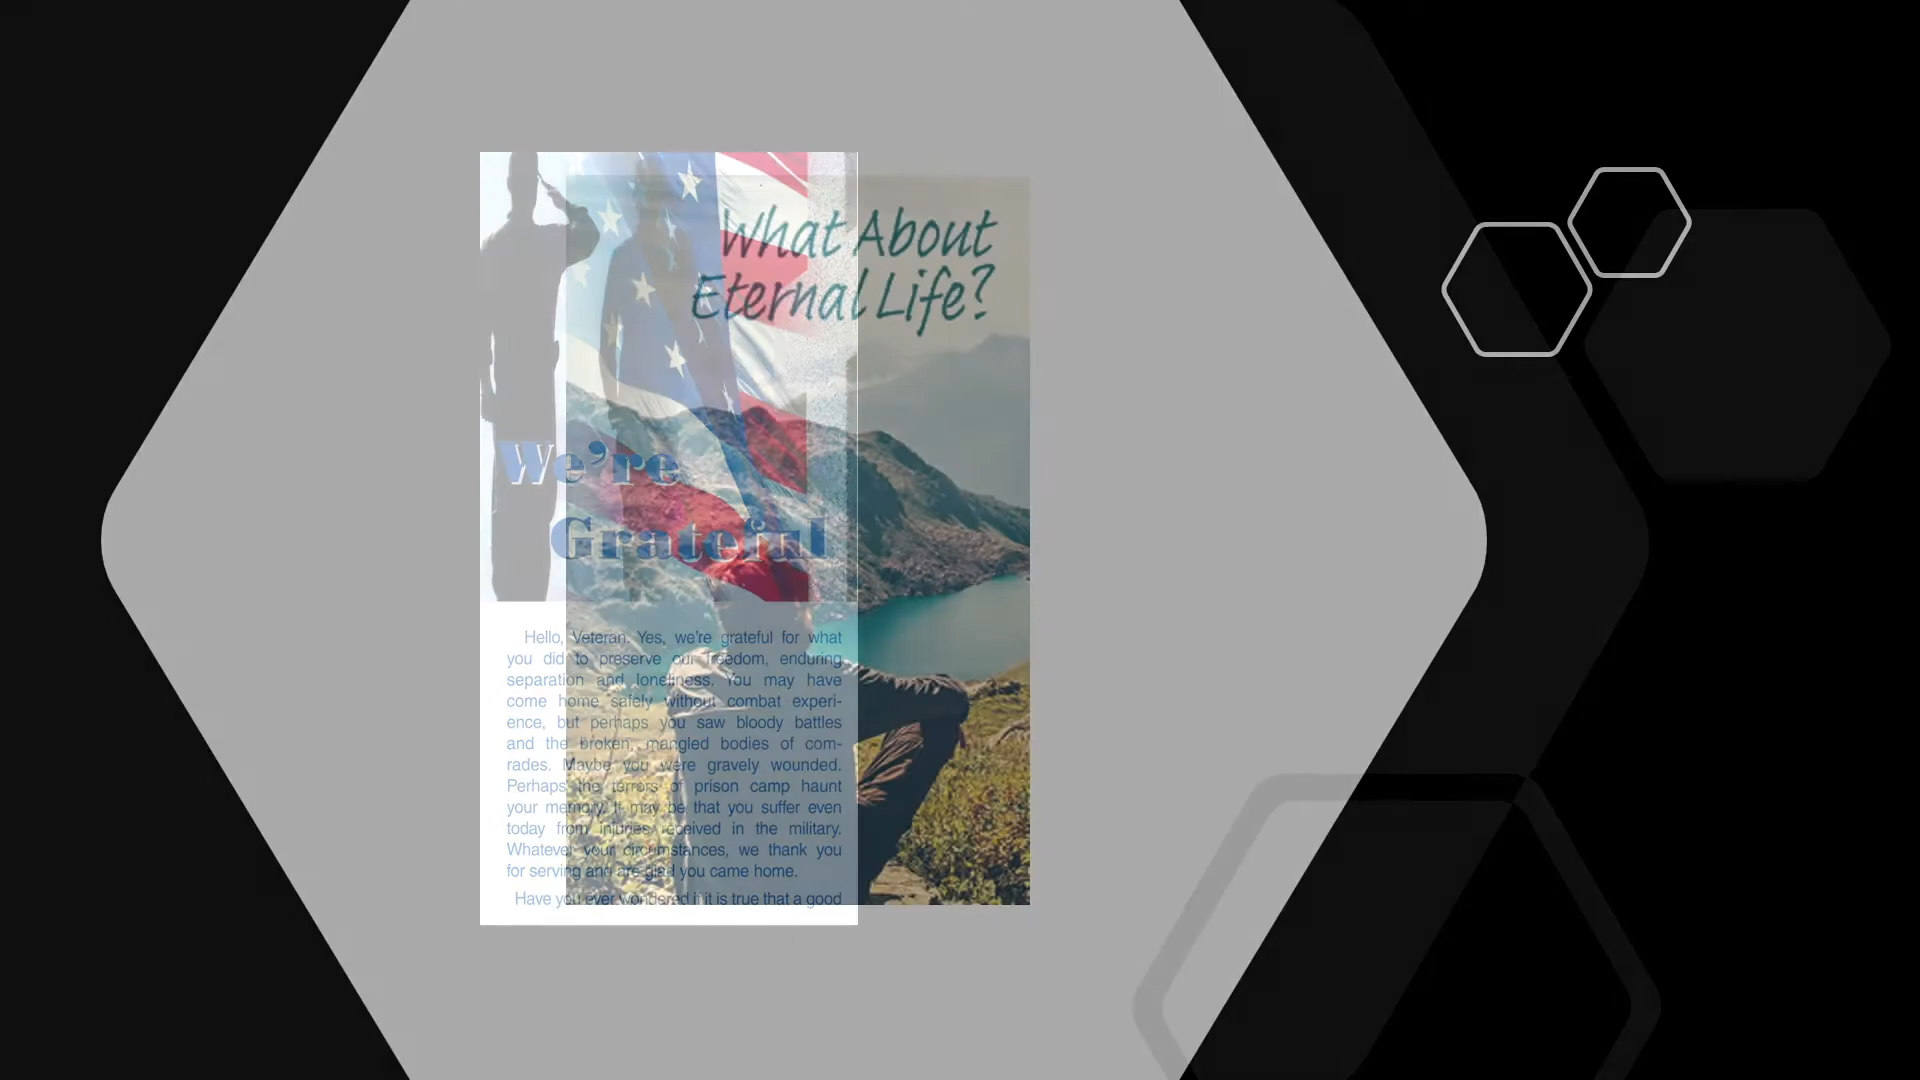 What About
Eternal Life?
We're
Grateful
Hello, Veteran. Yes, we're grateful for what
you did to preserve our freedom, enduring
separation and loneliness. You may have
come home safely without combat experi-
ence, but perhaps you saw bloody battles
and the broken, mangled bodies of com-
rades. Maybe you were gravely wounded.
Perhaps the terrors of prison camp haunt
your memory. It may be that you suffer even
today from injuries received in the military.
Whatever your circumstances, we thank you
for serving and are glad you came home.
Have you ever wondered if it is true that a good